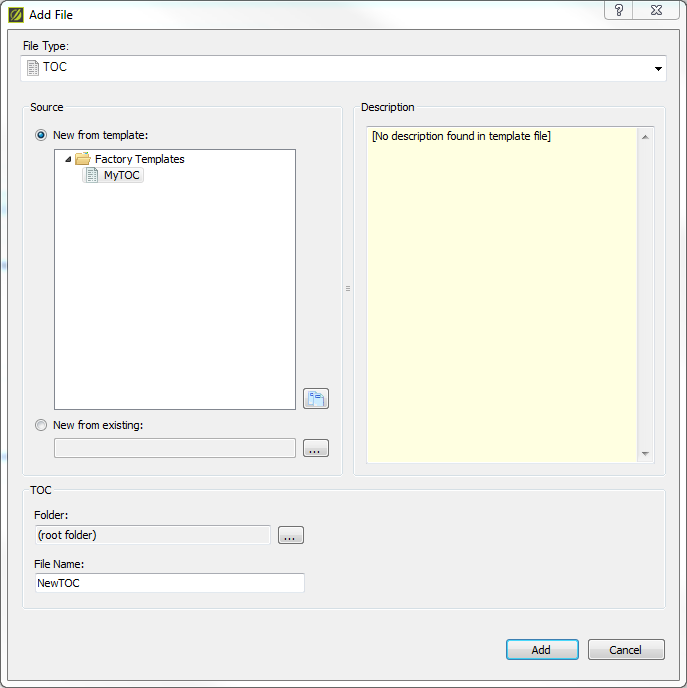 Add File
?
File Type:
TOC
Source
New from template:
Factory Templates
MyTOC
New from existing:
...
Description
[No description found in template file]
TOC
Folder:
(root folder)
...
File Name:
NewTOC
Add
Cancel